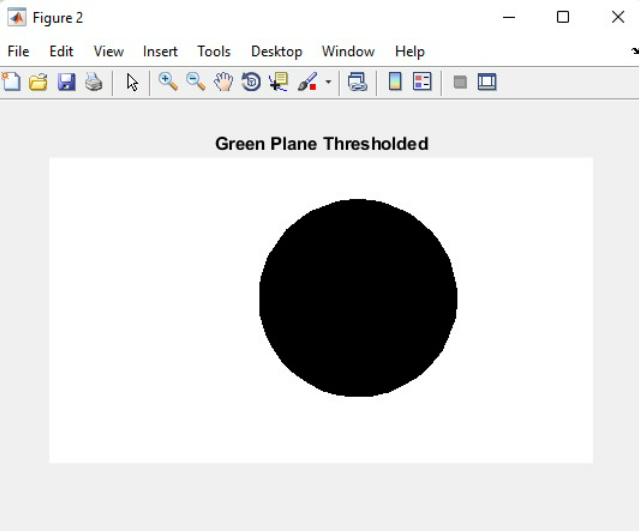 Figure 2
File Edit View Insert Tools Desktop Window Help
Green Plane Thresholded